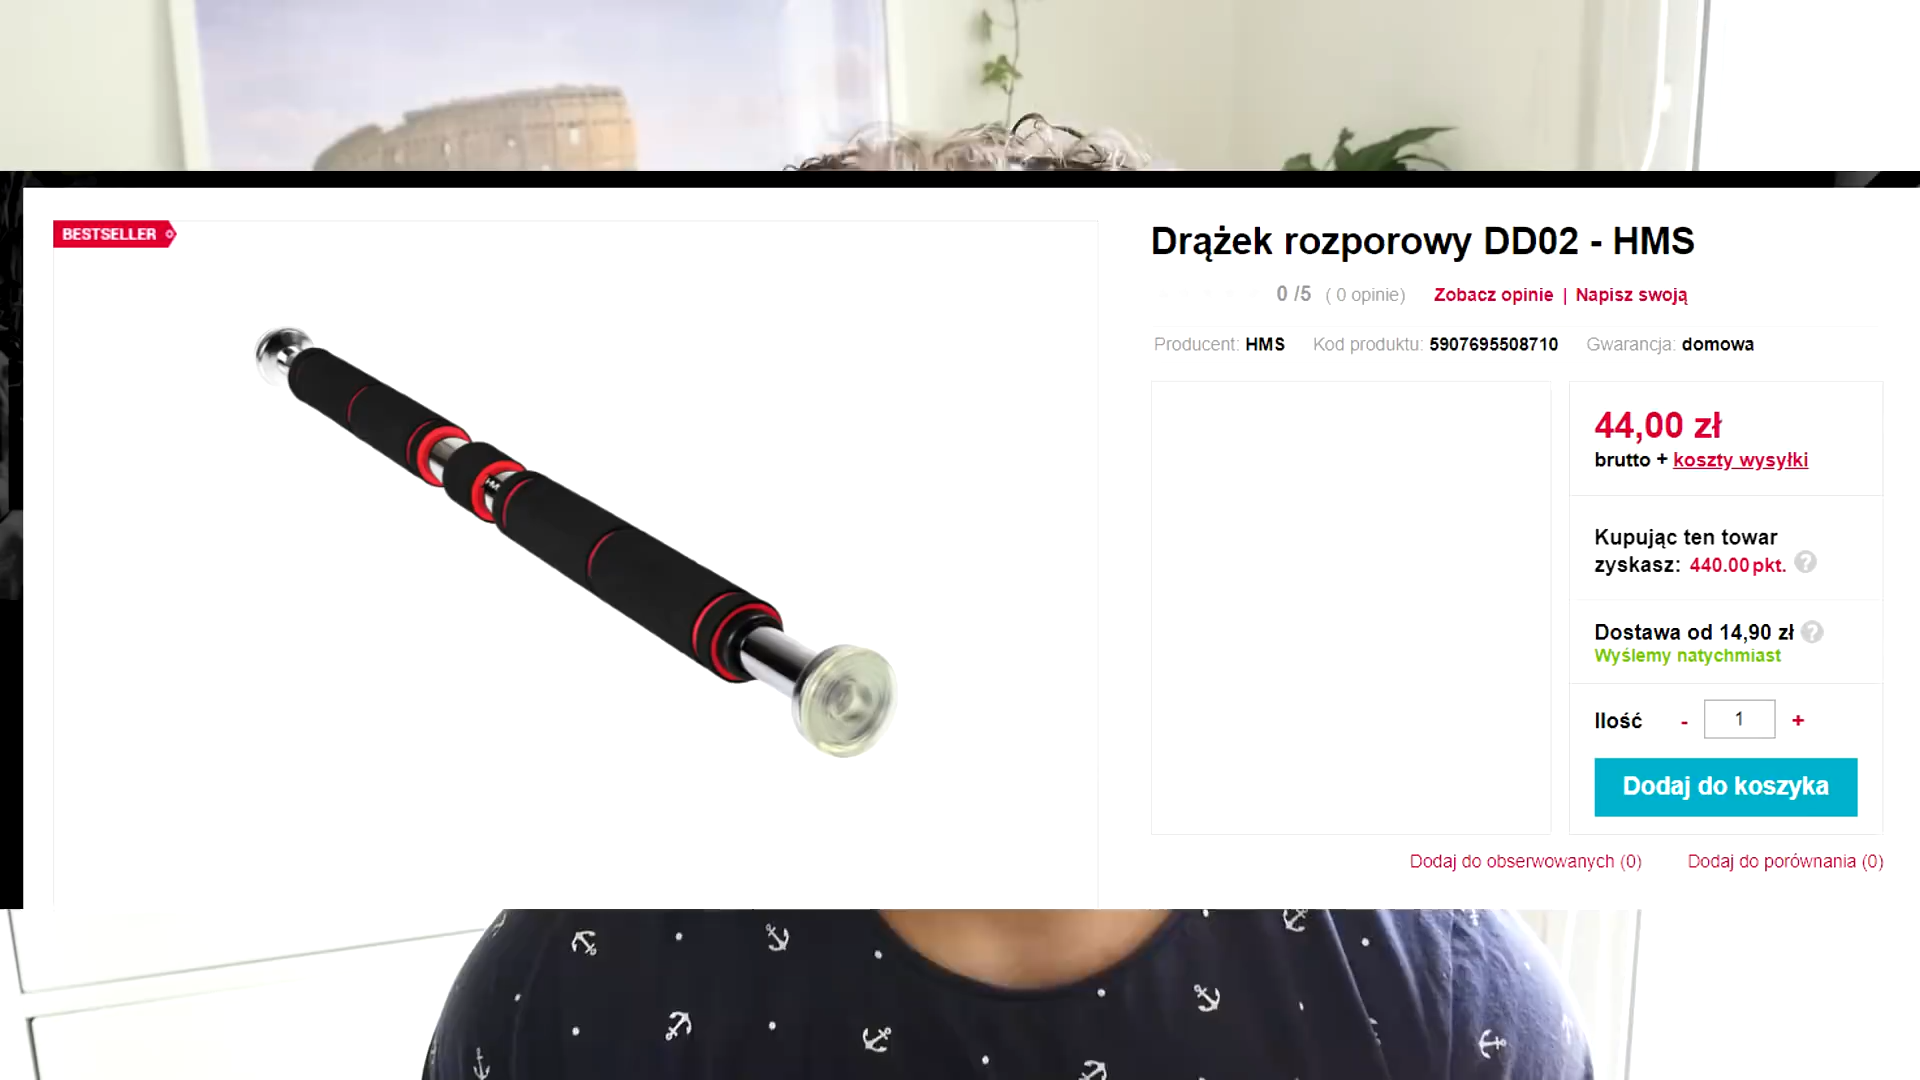 BESTSELLER
Drążek rozporowy DD02 - HMS
0 /5 ( 0 opinie) Zobacz opinie | Napisz swoją
Producent: HMS Kod produktu: 5907695508710 Gwarancja: domowa
44,00 zł
brutto + koszty wysyłki
Kupując ten towar
zyskasz: 440.00 pkt. ?
Dostawa od 14,90 zł ?
Wyślemy natychmiast
Ilość - 1 +
Dodaj do koszyka
Dodaj do obserwowanych (0) Dodaj do porównania (0)